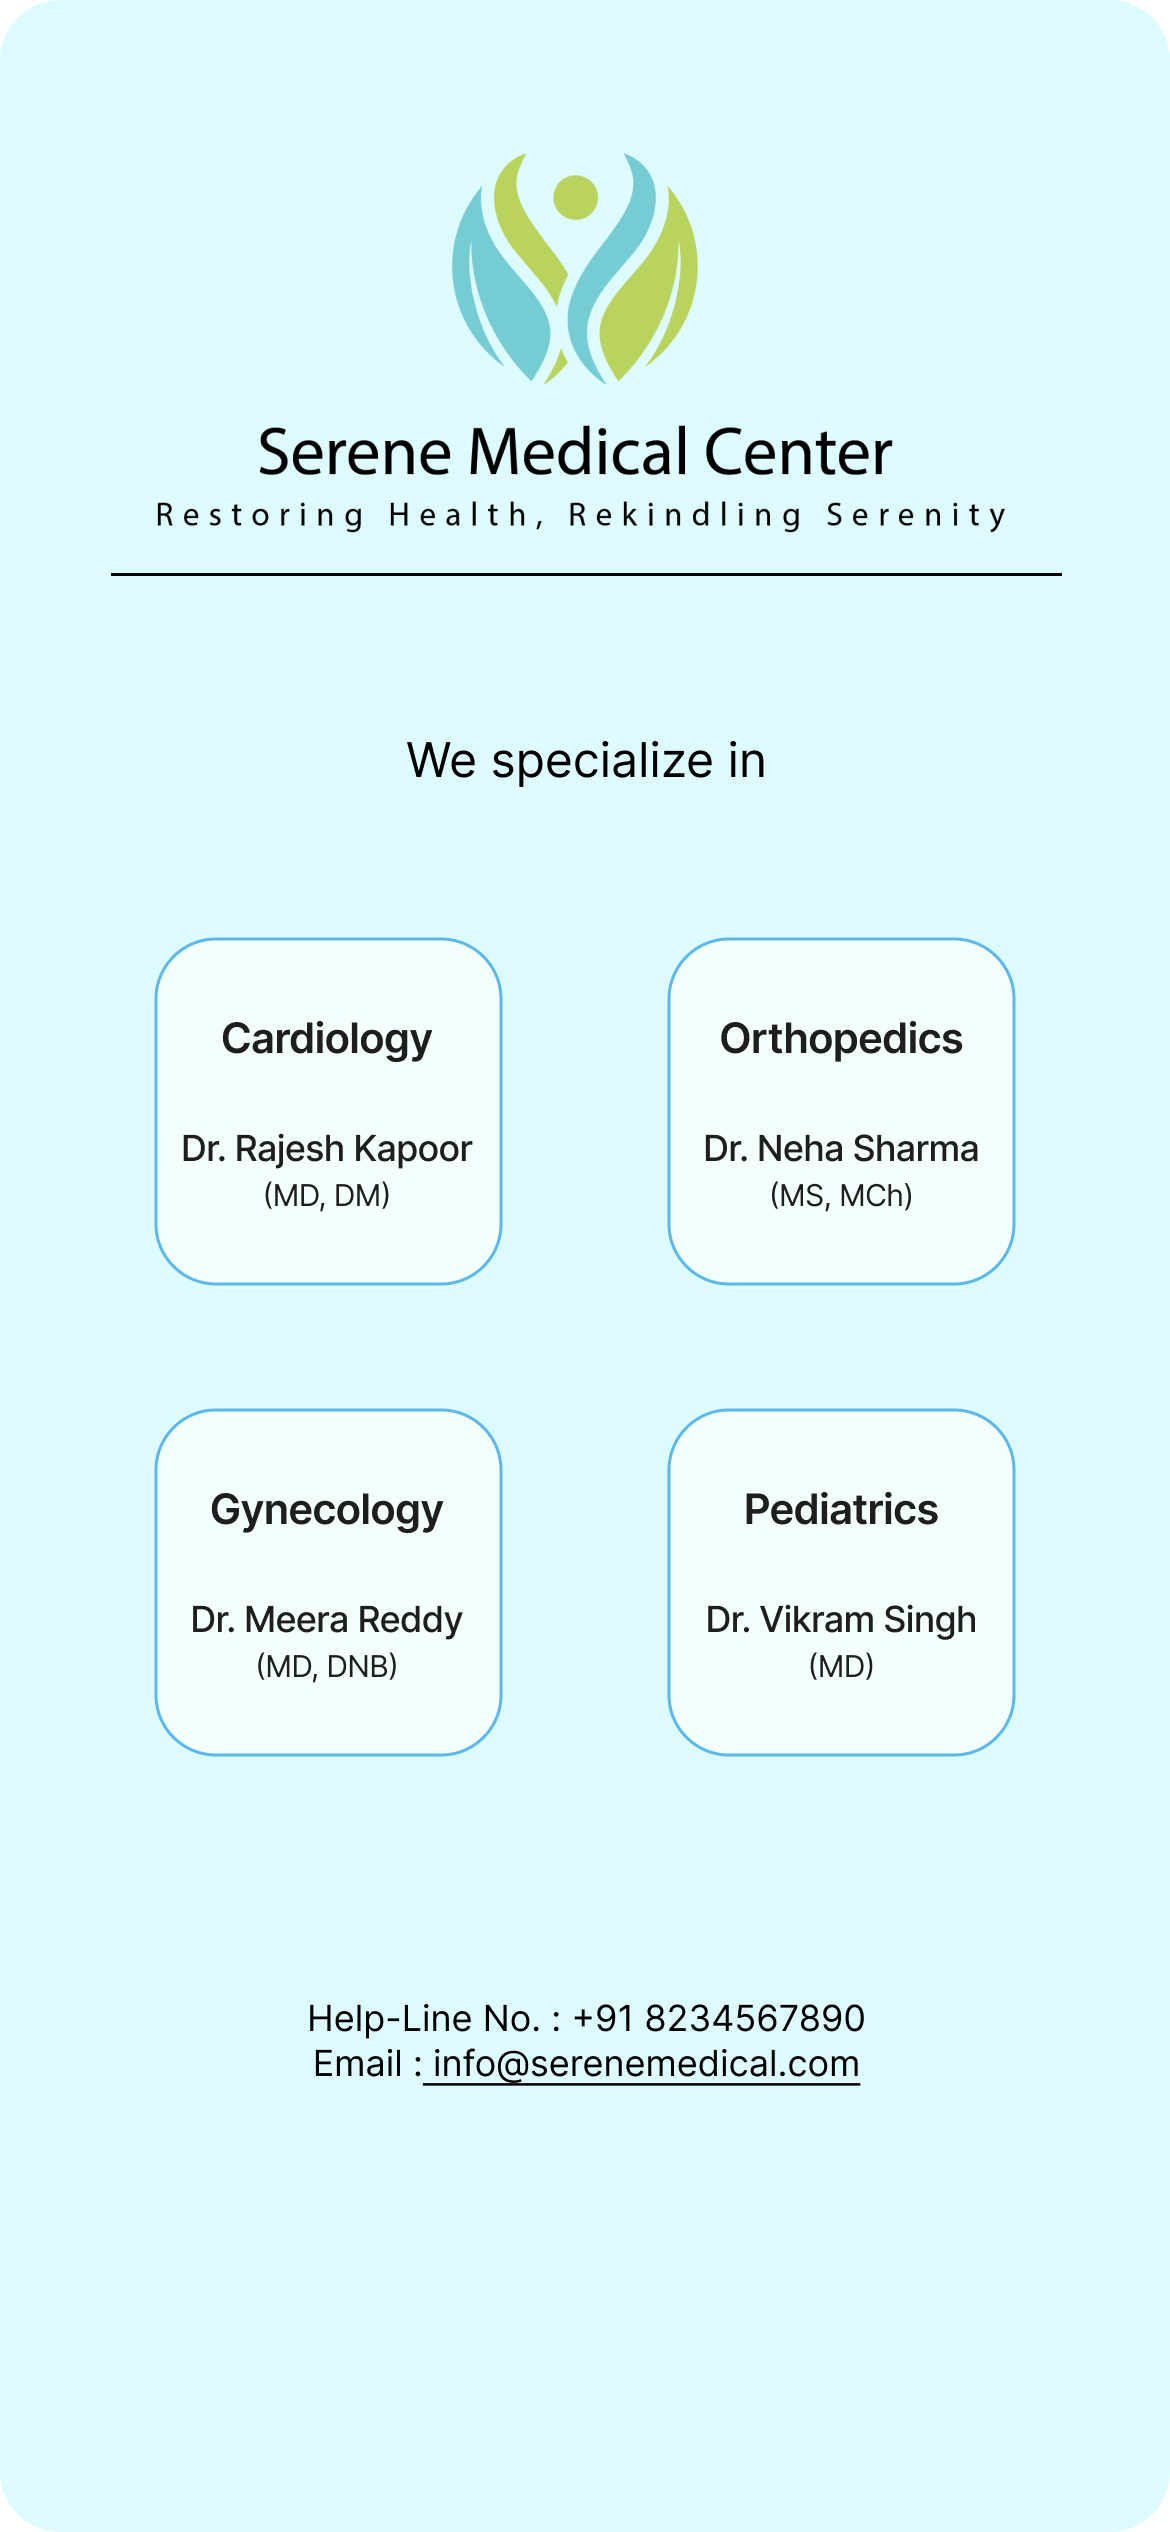 Serene Medical Center
Restoring Health, Rekindling Serenity
We specialize in
Cardiology
Dr. Rajesh Kapoor
(MD, DM)
Orthopedics
Dr. Neha Sharma
(MS, MCh)
Gynecology
Dr. Meera Reddy
(MD, DNB)
Pediatrics
Dr. Vikram Singh
(MD)
Help-Line No. : +91 8234567890
Email : info@serenemedical.com